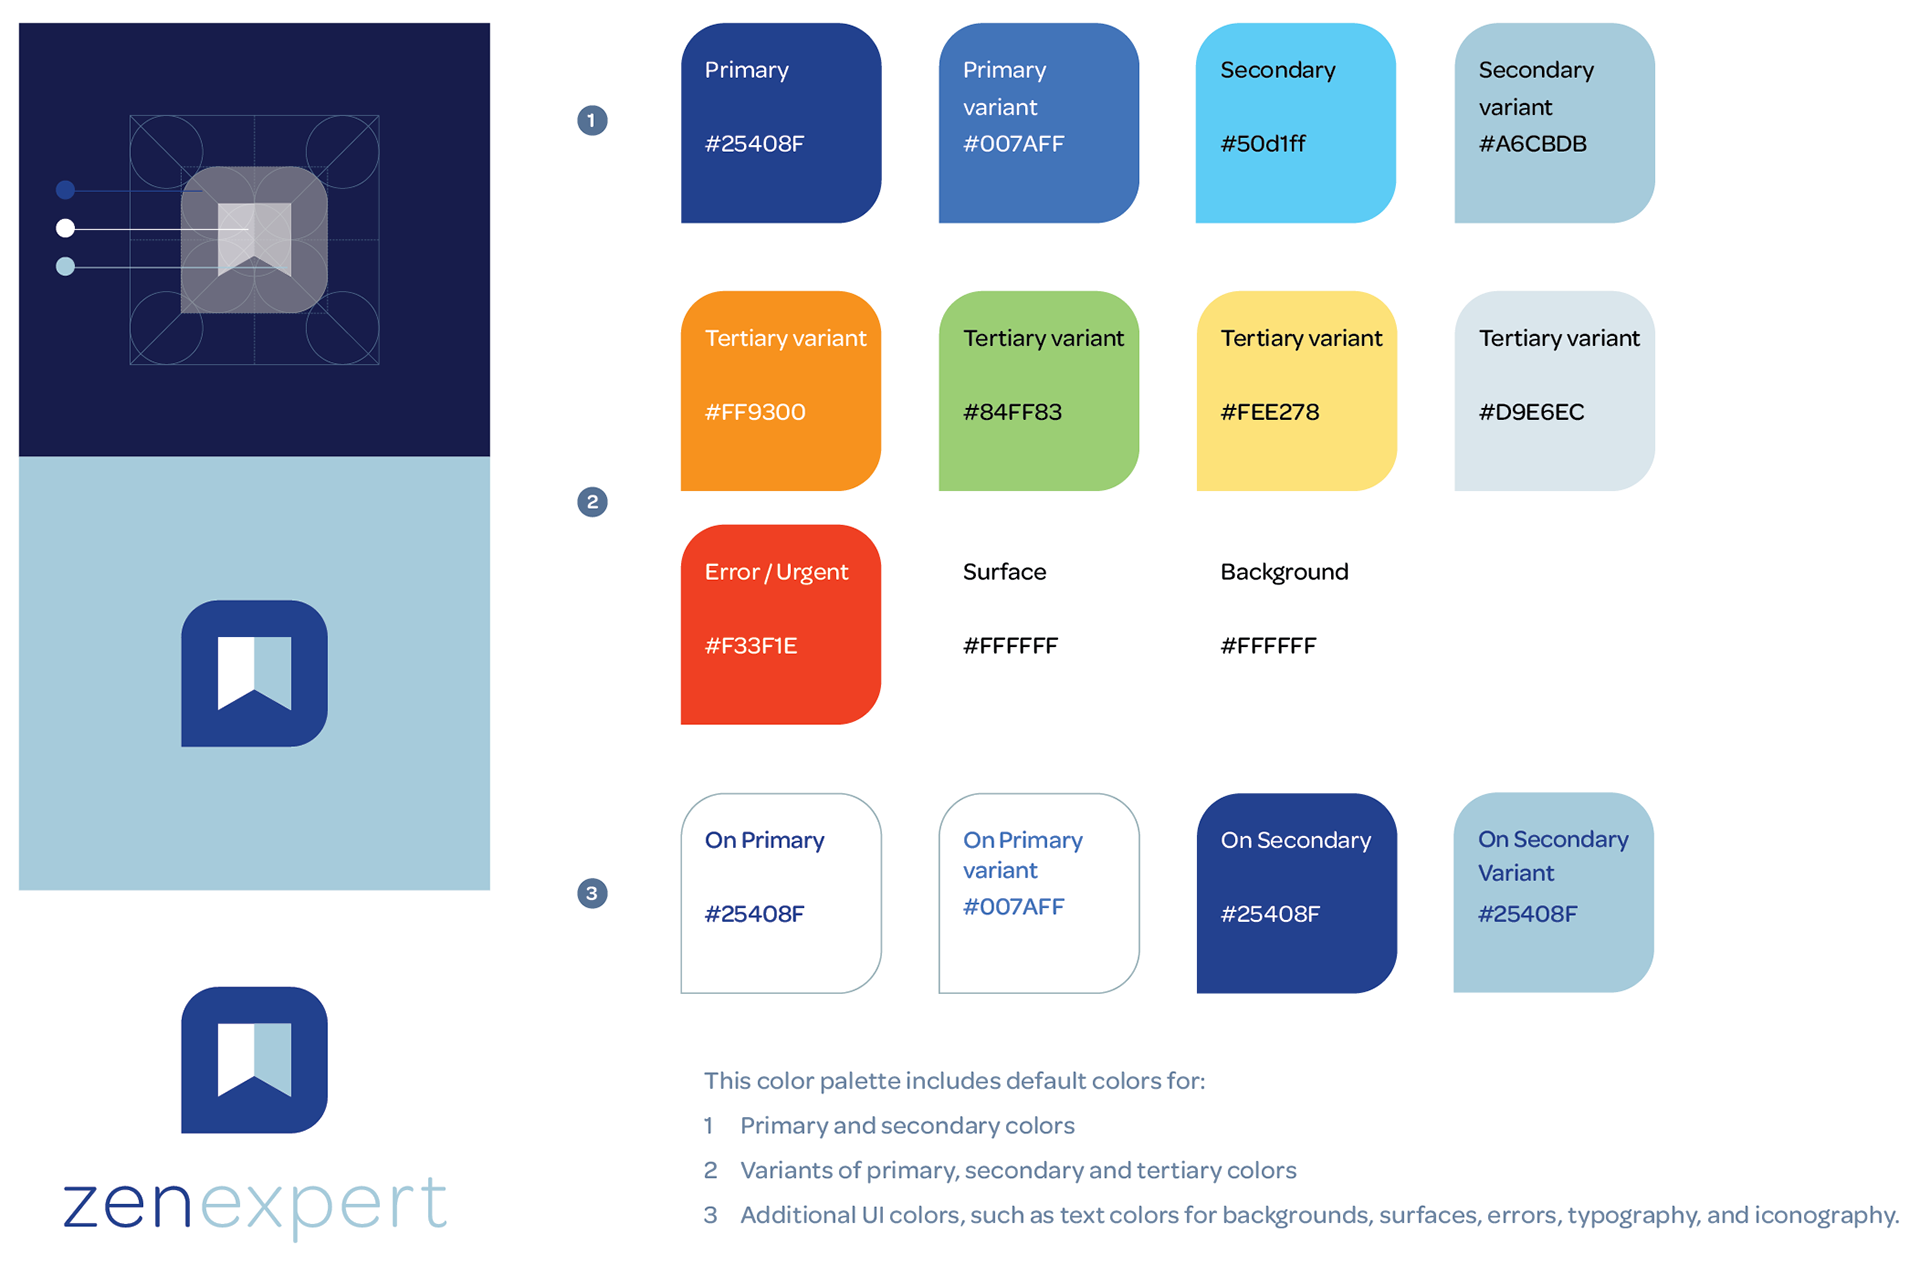 1
Primary
#25408F
Primary
variant
#007AFF
Secondary
#50d1ff
Secondary
variant
#A6CBDB
2
Tertiary variant
#FF9300
Tertiary variant
#84FF83
Tertiary variant
#FEE278
Tertiary variant
#D9E6EC
Error / Urgent
#F33F1E
Surface
#FFFFFF
Background
#FFFFFF
3
On Primary
#25408F
On Primary
variant
#007AFF
On Secondary
#25408F
On Secondary
Variant
#25408F
zenexpert
This color palette includes default colors for:
1 Primary and secondary colors
2 Variants of primary, secondary and tertiary colors
3 Additional UI colors, such as text colors for backgrounds, surfaces, errors, typography, and iconography.